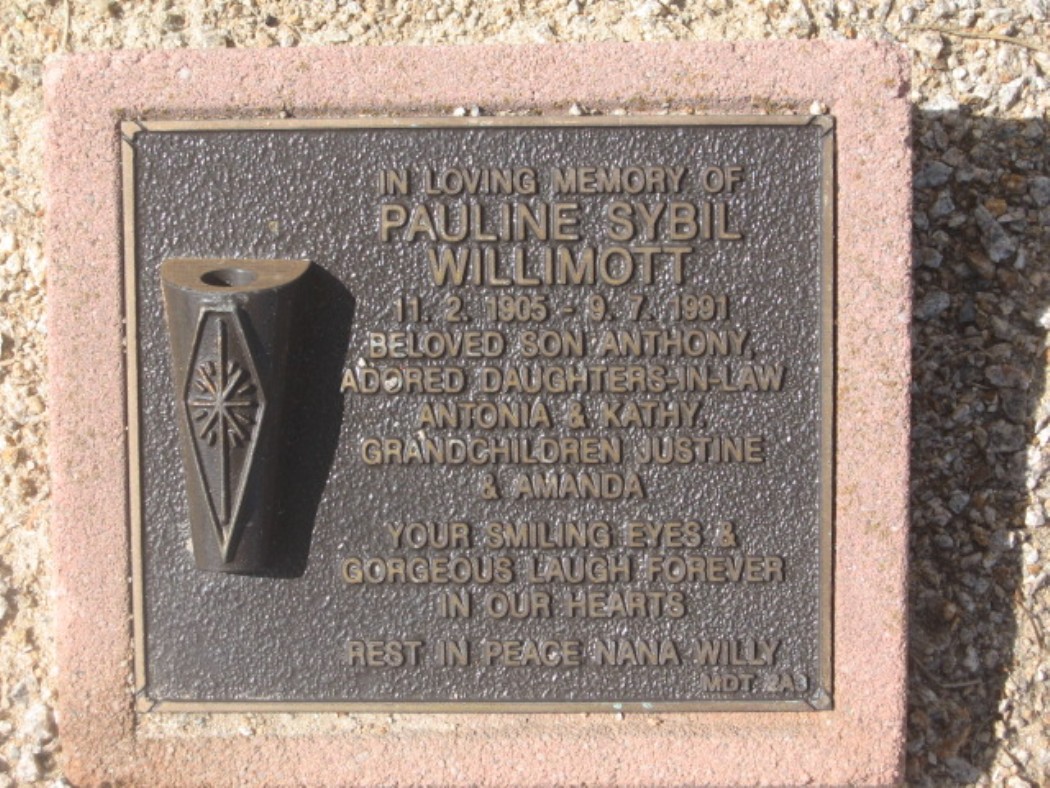 IN LOVING MEMORY OF
PAULINE SYBIL
WILLIMOTT
11. 2. 1905 - 9. 7. 1991
BELOVED SON ANTHONY,
ADORED DAUGHTERS-IN-LAW
ANTONIA & KATHY,
GRANDCHILDREN JUSTINE
& AMANDA
YOUR SMILING EYES &
GORGEOUS LAUGH FOREVER
IN OUR HEARTS
REST IN PEACE NANA WILLY
MDT